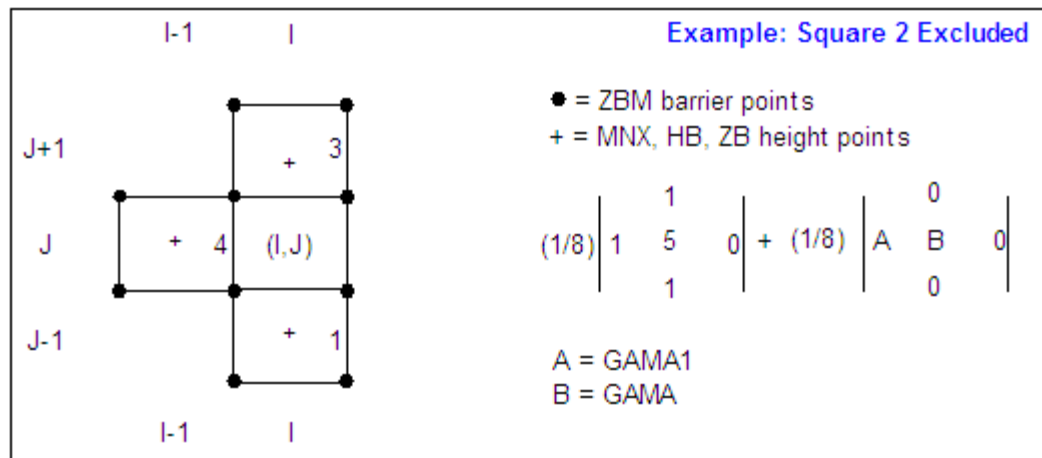 I-1 I
Example: Square 2 Excluded
● = ZBM barrier points
+ = MNX, HB, ZB height points
J+1 + 3
J + 4 (I,J)
J-1 + 1
I-1 I
1 0
(1/8) 1 5 0 + (1/8) A B 0
1 0
A = GAMA1
B = GAMA